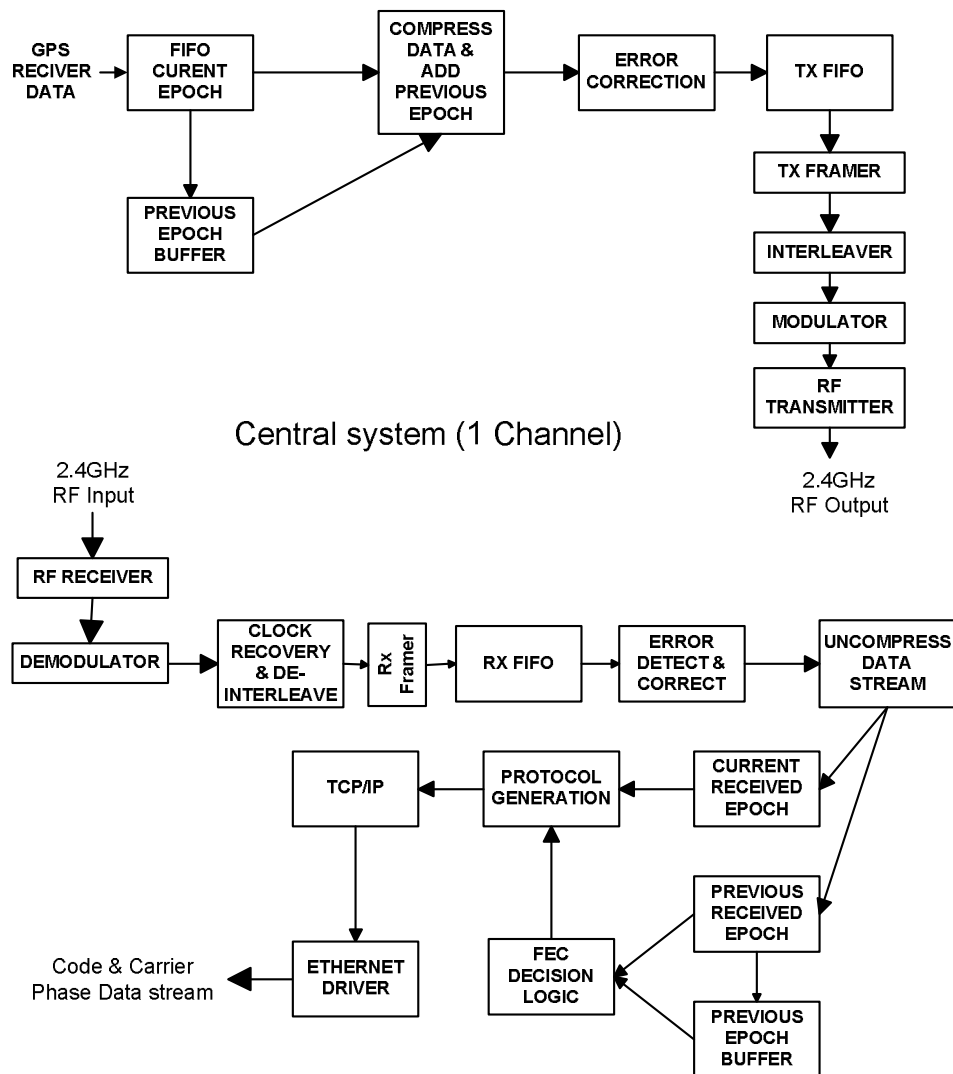 GPS
RECIVER
DATA
FIFO
CURENT
EPOCH
COMPRESS
DATA &
ADD
PREVIOUS
EPOCH
ERROR
CORRECTION
TX FIFO
PREVIOUS
EPOCH
BUFFER
TX FRAMER
INTERLEAVER
MODULATOR
RF
TRANSMITTER
2.4GHz
RF Output
Central system (1 Channel)
2.4GHz
RF Input
RF RECEIVER
DEMODULATOR
CLOCK
RECOVERY
& DE-
INTERLEAVE
Rx
Framer
RX FIFO
ERROR
DETECT &
CORRECT
UNCOMPRESS
DATA
STREAM
CURRENT
RECEIVED
EPOCH
PROTOCOL
GENERATION
TCP/IP
PREVIOUS
RECEIVED
EPOCH
PREVIOUS
EPOCH
BUFFER
FEC
DECISION
LOGIC
ETHERNET
DRIVER
Code & Carrier
Phase Data stream